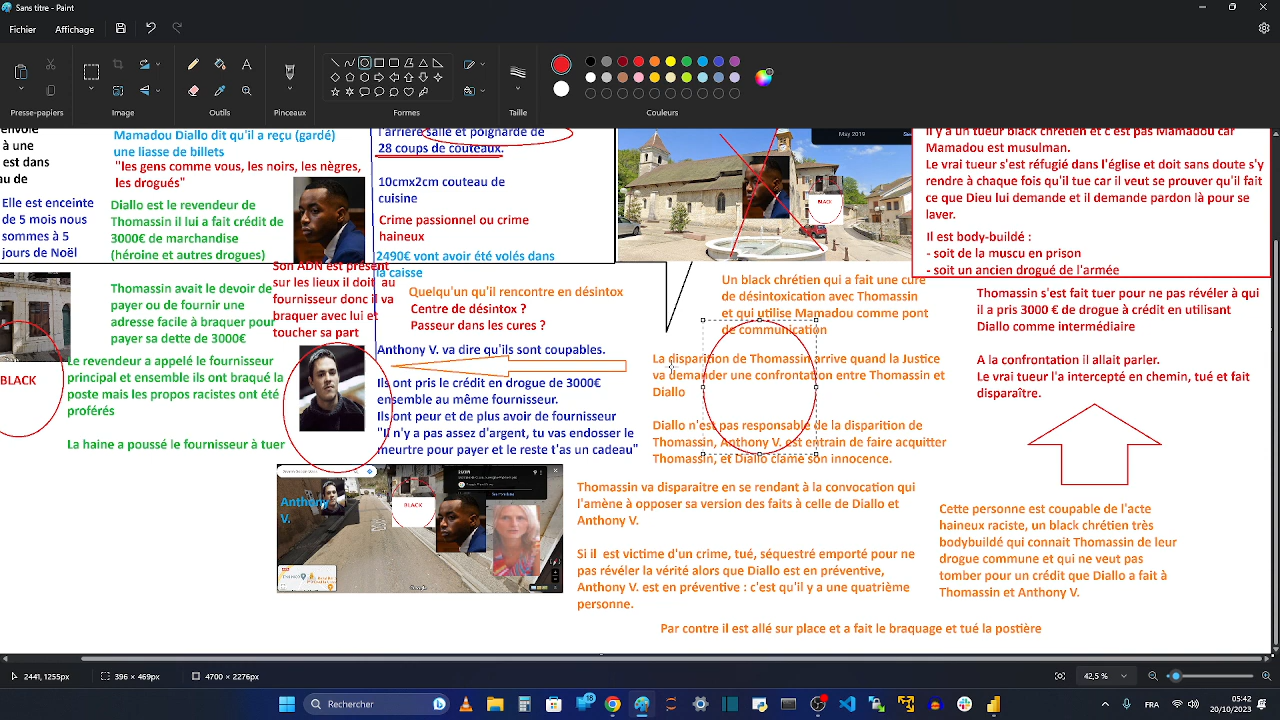 Sans titre - Paint
Fichier
Affichage
Presse-papiers
Image
Outils
Pinceaux
Formes
Taille
Couleurs
à une
est dans
au de
Elle est enceinte
de 5 mois nous
sommes à 5
jours de Noël
BLACK
Mamadou Diallo dit qu'il a reçu (gardé)
une liasse de billets
"les gens comme vous, les noirs, les nègres,
les drogués"
Diallo est le revendeur de
Thomassin il lui a fait crédit de
3000€ de marchandise
(héroine et autres drogues)
Thomassin avait le devoir de
payer ou de fournir une
adresse facile à braquer pour
payer sa dette de 3000€
Le revendeur a appelé le fournisseur
principal et ensemble ils ont braqué la
poste mais les propos racistes ont été
proférés
La haine a poussé le fournisseur à tuer
Son ADN est présent
sur les lieux il doit au
fournisseur donc il va
braquer avec lui et
toucher sa part
l'arrière salle et poignardé de
28 coups de couteaux.
10cmx2cm couteau de
cuisine
Crime passionnel ou crime
haineux
2490€ vont avoir été volés dans
la caisse
Quelqu'un qu'il rencontre en désintox
Centre de désintox ?
Passeur dans les cures ?
Anthony V. va dire qu'ils sont coupables.
Ils ont pris le crédit en drogue de 3000€
ensemble au même fournisseur.
Ils ont peur et de plus avoir de fournisseur
"Il n'y a pas assez d'argent, tu vas endosser le
meurtre pour payer et le reste t'as un cadeau"
Anthony
V.
BLACK
Google
May 2019
BLACK
Un black chrétien qui a fait une cure
de désintoxication avec Thomassin
et qui utilise Mamadou comme pont
de communication
La disparition de Thomassin arrive quand la Justice
va demander une confrontation entre Thomassin et
Diallo
Diallo n'est pas responsable de la disparition de
Thomassin, Anthony V. est entrain de faire acquitter
Thomassin, et Diallo clame son innocence.
Thomassin va disparaitre en se rendant à la convocation qui
l'amène à opposer sa version des faits à celle de Diallo et
Anthony V.
Si il est victime d'un crime, tué, séquestré emporté pour ne
pas révéler la vérité alors que Diallo est en préventive,
Anthony V. est en préventive : c'est qu'il y a une quatrième
personne.
Par contre il est allé sur place et a fait le braquage et tué la postière
Il y a un tueur black chrétien et c'est pas Mamadou car
Mamadou est musulman.
Le vrai tueur s'est réfugié dans l'église et doit sans doute s'y
rendre à chaque fois qu'il tue car il veut se prouver qu'il fait
ce que Dieu lui demande et il demande pardon là pour se
laver.
Il est body-buildé :
- soit de la muscu en prison
- soit un ancien drogué de l'armée
Thomassin s'est fait tuer pour ne pas révéler à qui
il a pris 3000 € de drogue à crédit en utilisant
Diallo comme intermédiaire
A la confrontation il allait parler.
Le vrai tueur l'a intercepté en chemin, tué et fait
disparaître.
Cette personne est coupable de l'acte
haineux raciste, un black chrétien très
bodybuildé qui connait Thomassin de leur
drogue commune et qui ne veut pas
tomber pour un crédit que Diallo a fait à
Thomassin et Anthony V.
2441, 1255px
396 × 469px
4700 × 2276px
42,5 %
Rechercher
18
FRA
05:42
20/10/2023